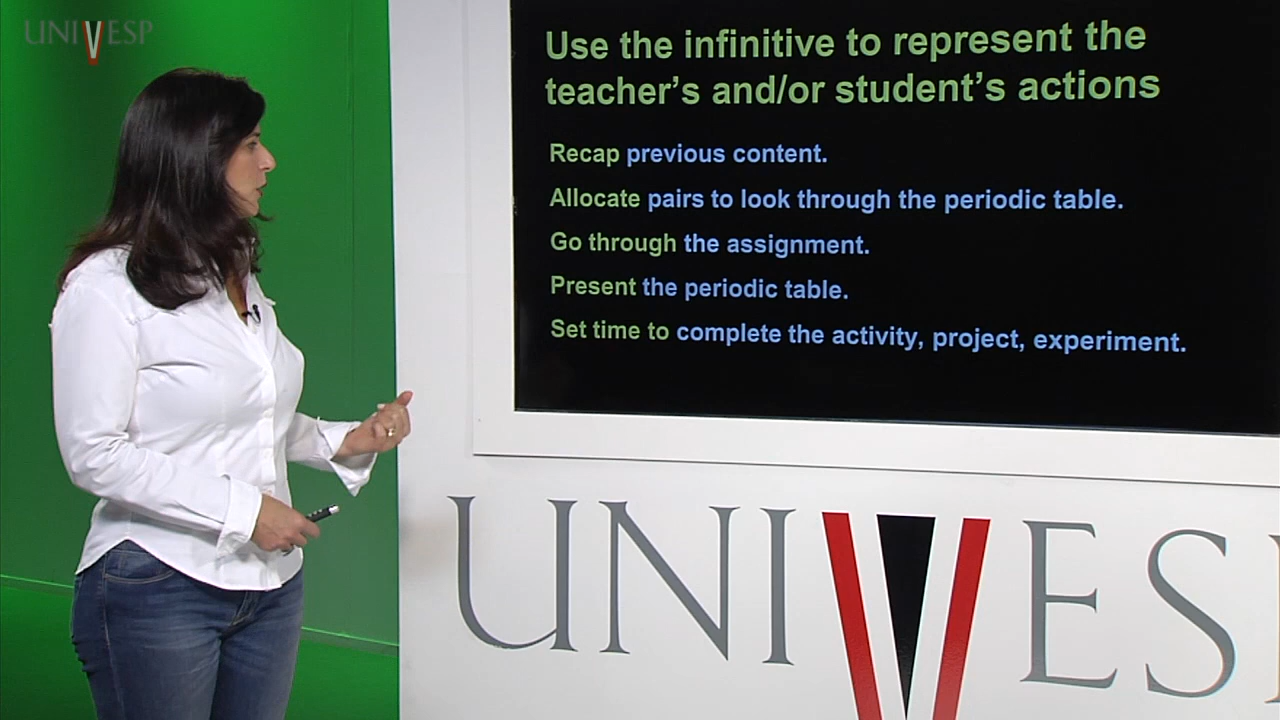 UNIVESP
Use the infinitive to represent the
teacher's and/or student's actions
Recap previous content.
Allocate pairs to look through the periodic table.
Go through the assignment.
Present the periodic table.
Set time to complete the activity, project, experiment.
UNIVESP